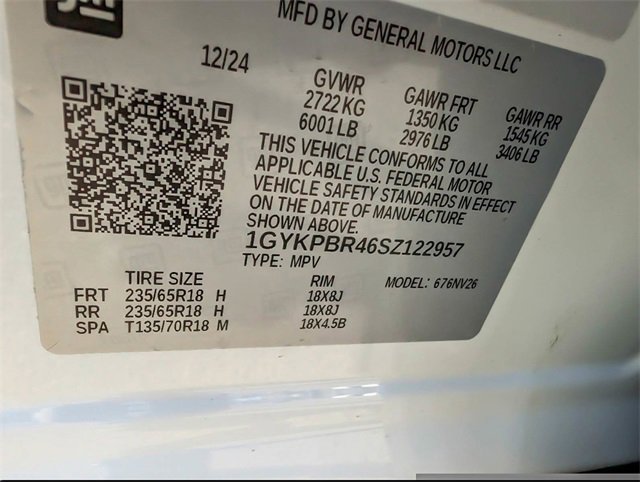 gm
MFD BY GENERAL MOTORS LLC
12/24
GVWR
2722 KG
6001 LB
GAWR FRT
1350 KG
2976 LB
GAWR RR
1545 KG
3406 LB
THIS VEHICLE CONFORMS TO ALL
APPLICABLE U.S. FEDERAL MOTOR
VEHICLE SAFETY STANDARDS IN EFFECT
ON THE DATE OF MANUFACTURE
SHOWN ABOVE.
1GYKPBR46SZ122957
TYPE: MPV
MODEL: 676NV26
TIRE SIZE RIM
FRT 235/65R18 H 18X8J
RR 235/65R18 H 18X8J
SPA T135/70R18 M 18X4.5B